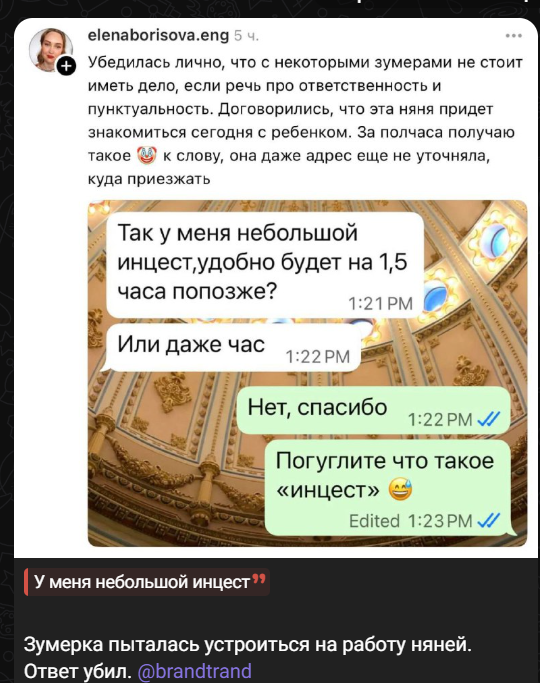 elenaborisova.eng 5 ч.
Убедилась лично, что с некоторыми зумерами не стоит
иметь дело, если речь про ответственность и
пунктуальность. Договорились, что эта няня придет
знакомиться сегодня с ребенком. За полчаса получаю
такое 🤡 к слову, она даже адрес еще не уточняла,
куда приезжать
Так у меня небольшой
инцест,удобно будет на 1,5
часа попозже?
1:21 PM
Или даже час
1:22 PM
Нет, спасибо
1:22 PM
Погуглите что такое
«инцест» 😅
Edited 1:23 PM
У меня небольшой инцест
Зумерка пыталась устроиться на работу няней.
Ответ убил. @brandtrand